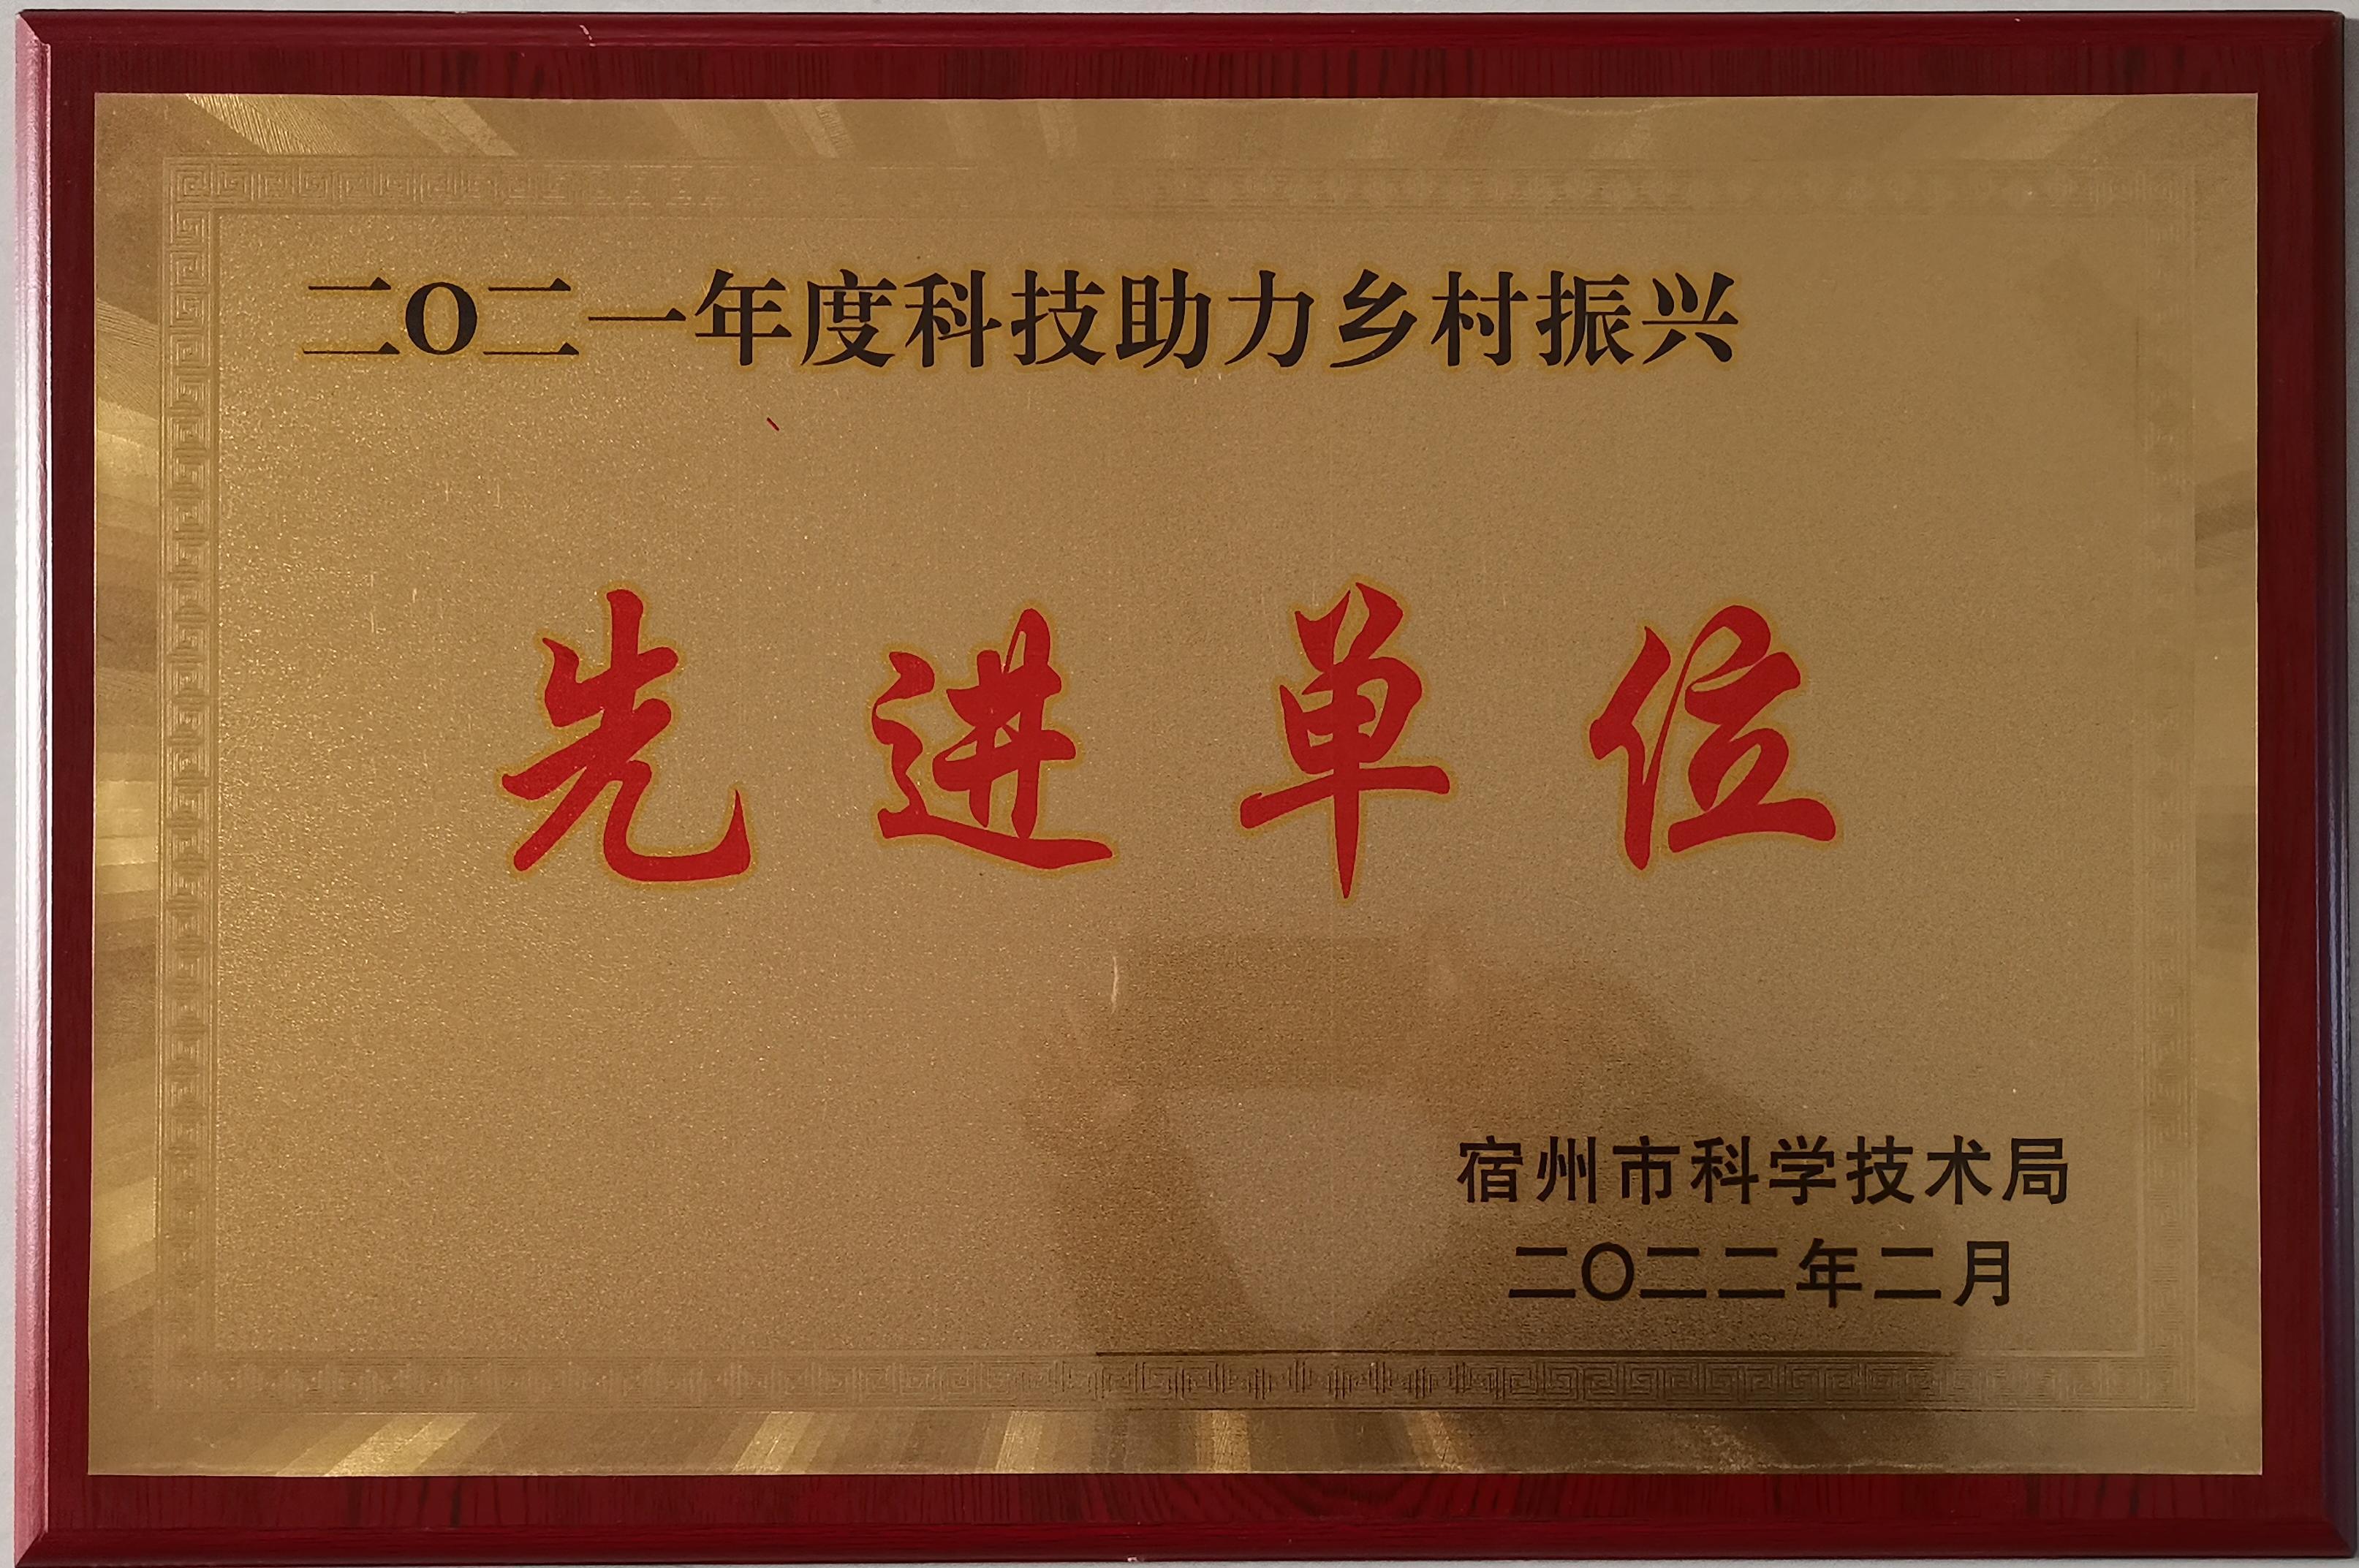 二O二一年度科技助力乡村振兴
先进单位
宿州市科学技术局
二〇二二年二月